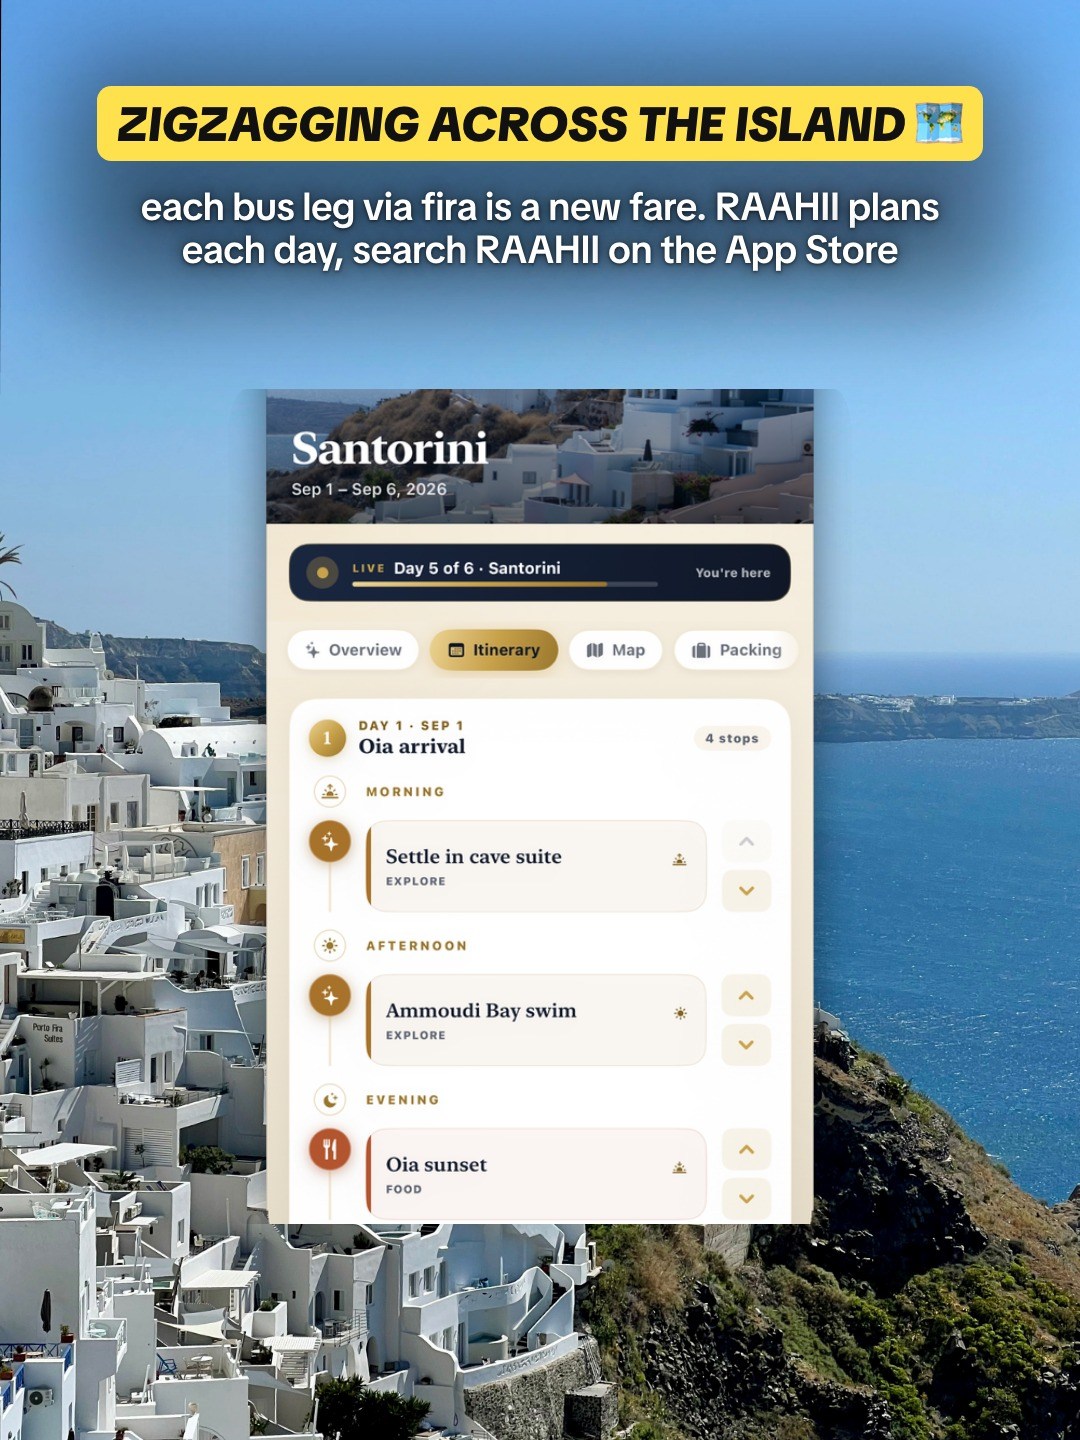 ZIGZAGGING ACROSS THE ISLAND
each bus leg via fira is a new fare. RAAHII plans
each day, search RAAHII on the App Store
Santorini
Sep 1 – Sep 6, 2026
LIVE Day 5 of 6 · Santorini
You're here
Overview
Itinerary
Map
Packing
1
DAY 1 · SEP 1
Oia arrival
4 stops
MORNING
Settle in cave suite
EXPLORE
AFTERNOON
Ammoudi Bay swim
EXPLORE
EVENING
Oia sunset
FOOD
Porto Fira
Suites